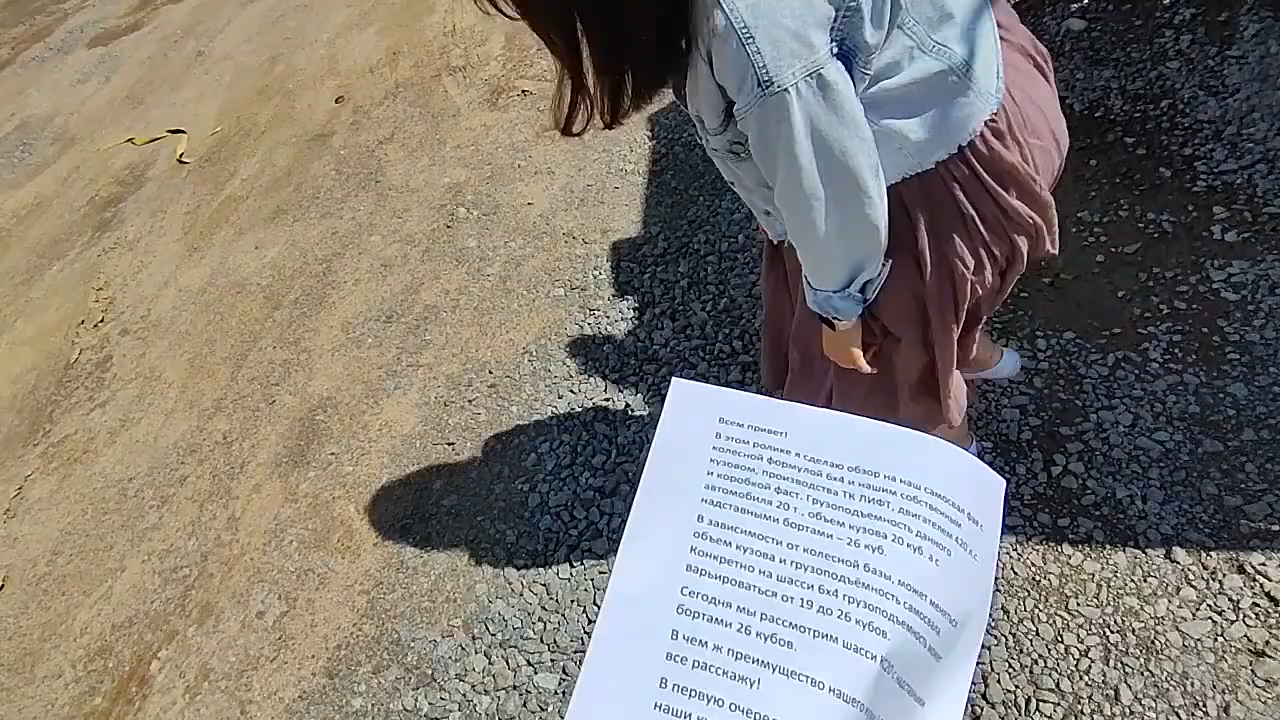 Всем привет!
В этом ролике я сделаю обзор на наш самосвал фав с
колесной формулой 6х4 и нашим собственным
кузовом, производства ТК ЛИФТ, двигателем 420 л.с.
и коробкой фаст. Грузоподъемность данного
автомобиля 20 т., объем кузова 20 куб. а с
надставными бортами – 26 куб.
В зависимости от колесной базы, может меняться
объем кузова и грузоподъёмность самосвала.
Конкретно на шасси 6х4 грузоподъемность может
варьироваться от 19 до 26 кубов.
Сегодня мы рассмотрим шасси с надставными
бортами 26 кубов.
В чем ж преимущество нашего
все расскажу!
В первую
наши